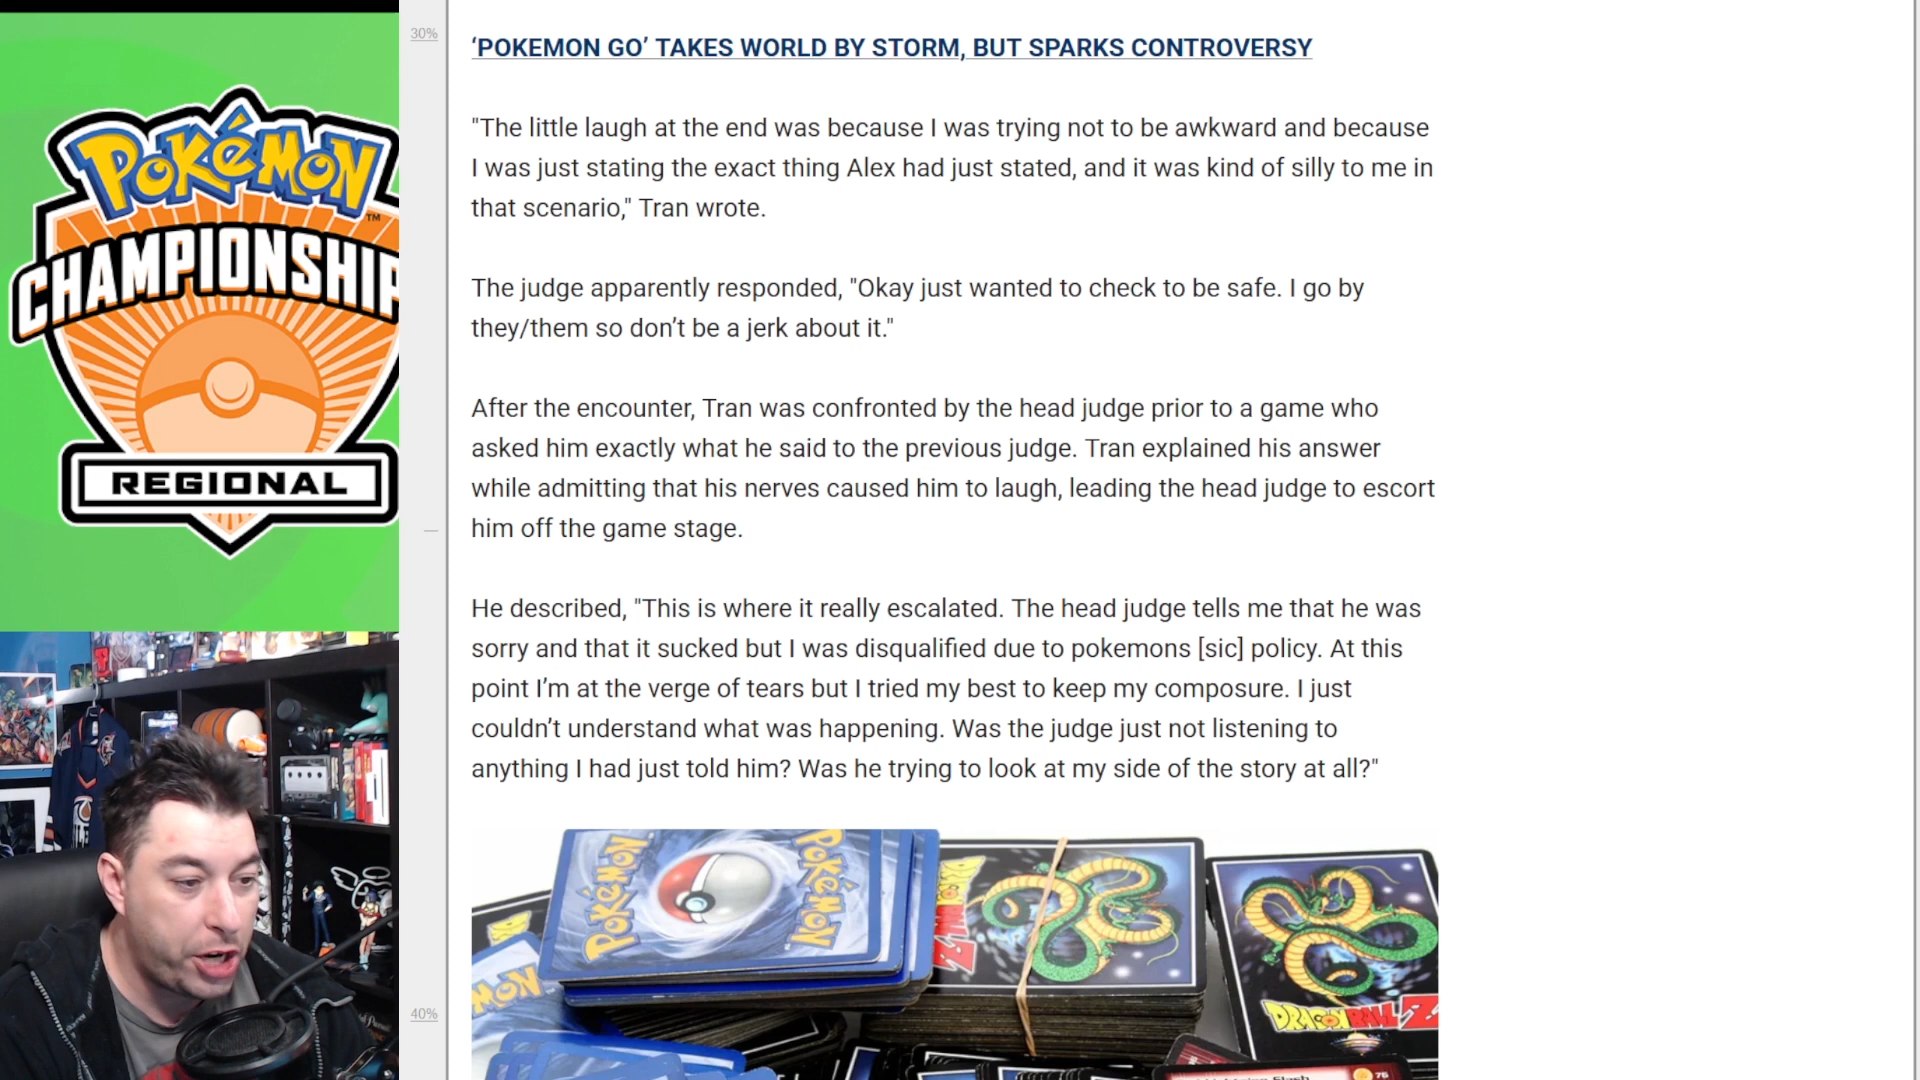 30%
‘POKEMON GO’ TAKES WORLD BY STORM, BUT SPARKS CONTROVERSY
"The little laugh at the end was because I was trying not to be awkward and because
I was just stating the exact thing Alex had just stated, and it was kind of silly to me in
that scenario," Tran wrote.
The judge apparently responded, "Okay just wanted to check to be safe. I go by
they/them so don’t be a jerk about it."
After the encounter, Tran was confronted by the head judge prior to a game who
asked him exactly what he said to the previous judge. Tran explained his answer
while admitting that his nerves caused him to laugh, leading the head judge to escort
him off the game stage.
He described, "This is where it really escalated. The head judge tells me that he was
sorry and that it sucked but I was disqualified due to pokemons [sic] policy. At this
point I’m at the verge of tears but I tried my best to keep my composure. I just
couldn’t understand what was happening. Was the judge just not listening to
anything I had just told him? Was he trying to look at my side of the story at all?"
40%
POKéMON
TM
CHAMPIONSHIP
REGIONAL
POKéMON
POKéMON
DRAGON BALL Z
75